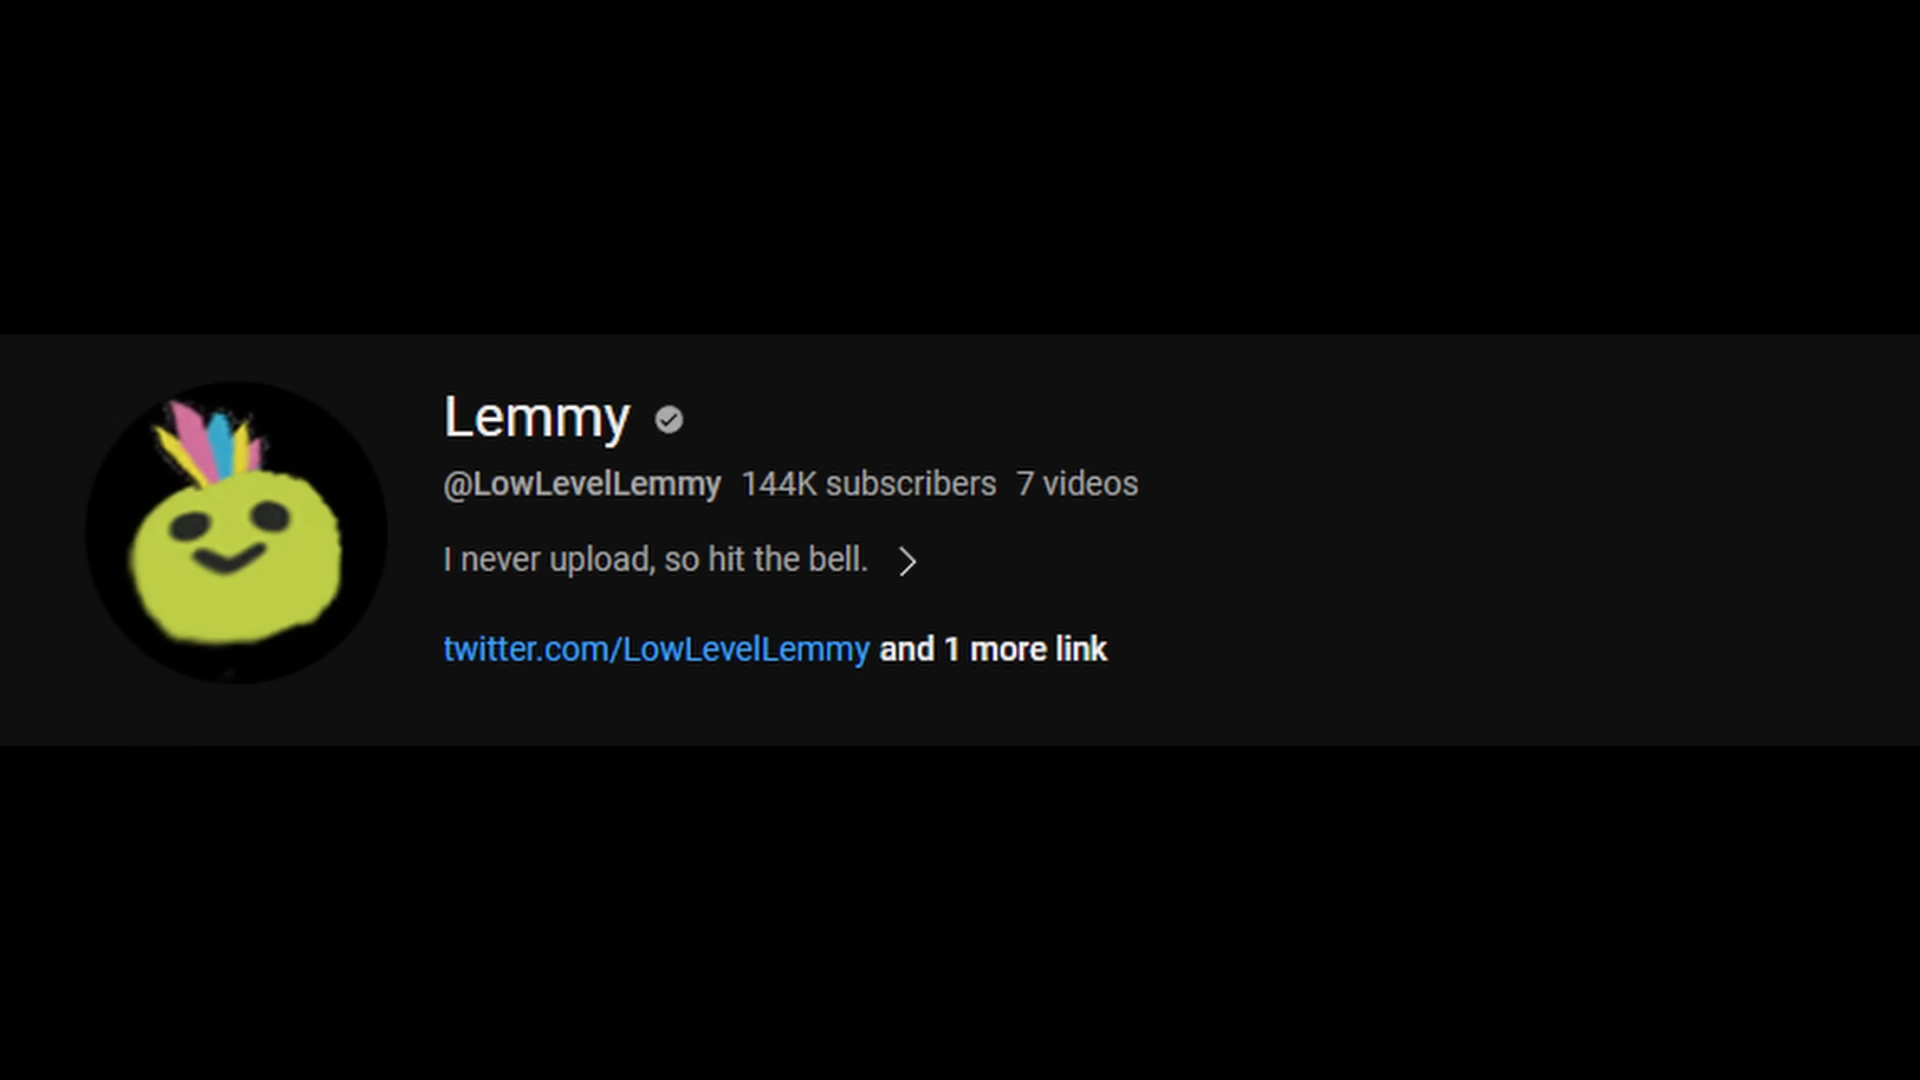 Lemmy
@LowLevelLemmy 144K subscribers 7 videos
I never upload, so hit the bell.
twitter.com/LowLevelLemmy and 1 more link